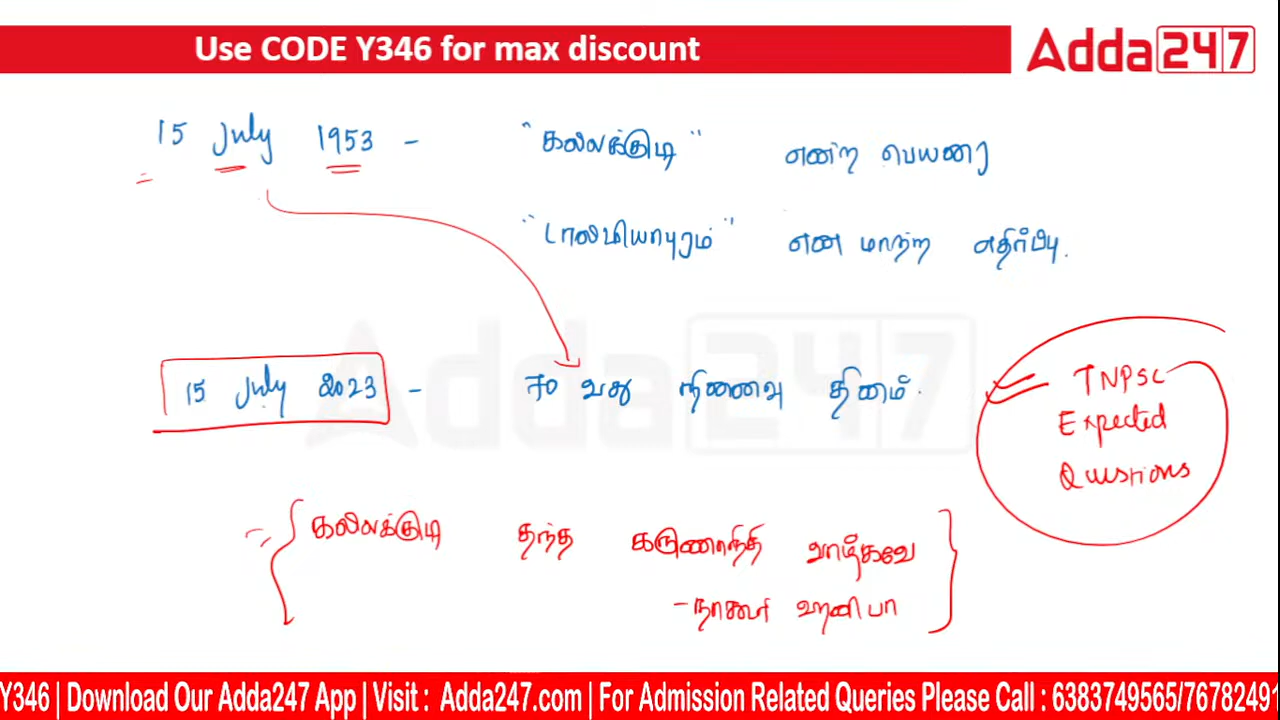 Use CODE Y346 for max discount
Adda247
15 July 1953 - "கல்லக்குடி" என்ற பெயரை
"டால்மியாபுரம்" என மாற்ற எதிர்ப்பு.
15 July 2023 - 70 வது நினைவு தினம்.
TNPSC
Expected
Questions
கல்லக்குடி தந்த கருணாநிதி வாழ்கவே
- நாகூர் ஹனிபா
Adda247
Y346 | Download Our Adda247 App | Visit : Adda247.com | For Admission Related Queries Please Call : 6383749565/76782491